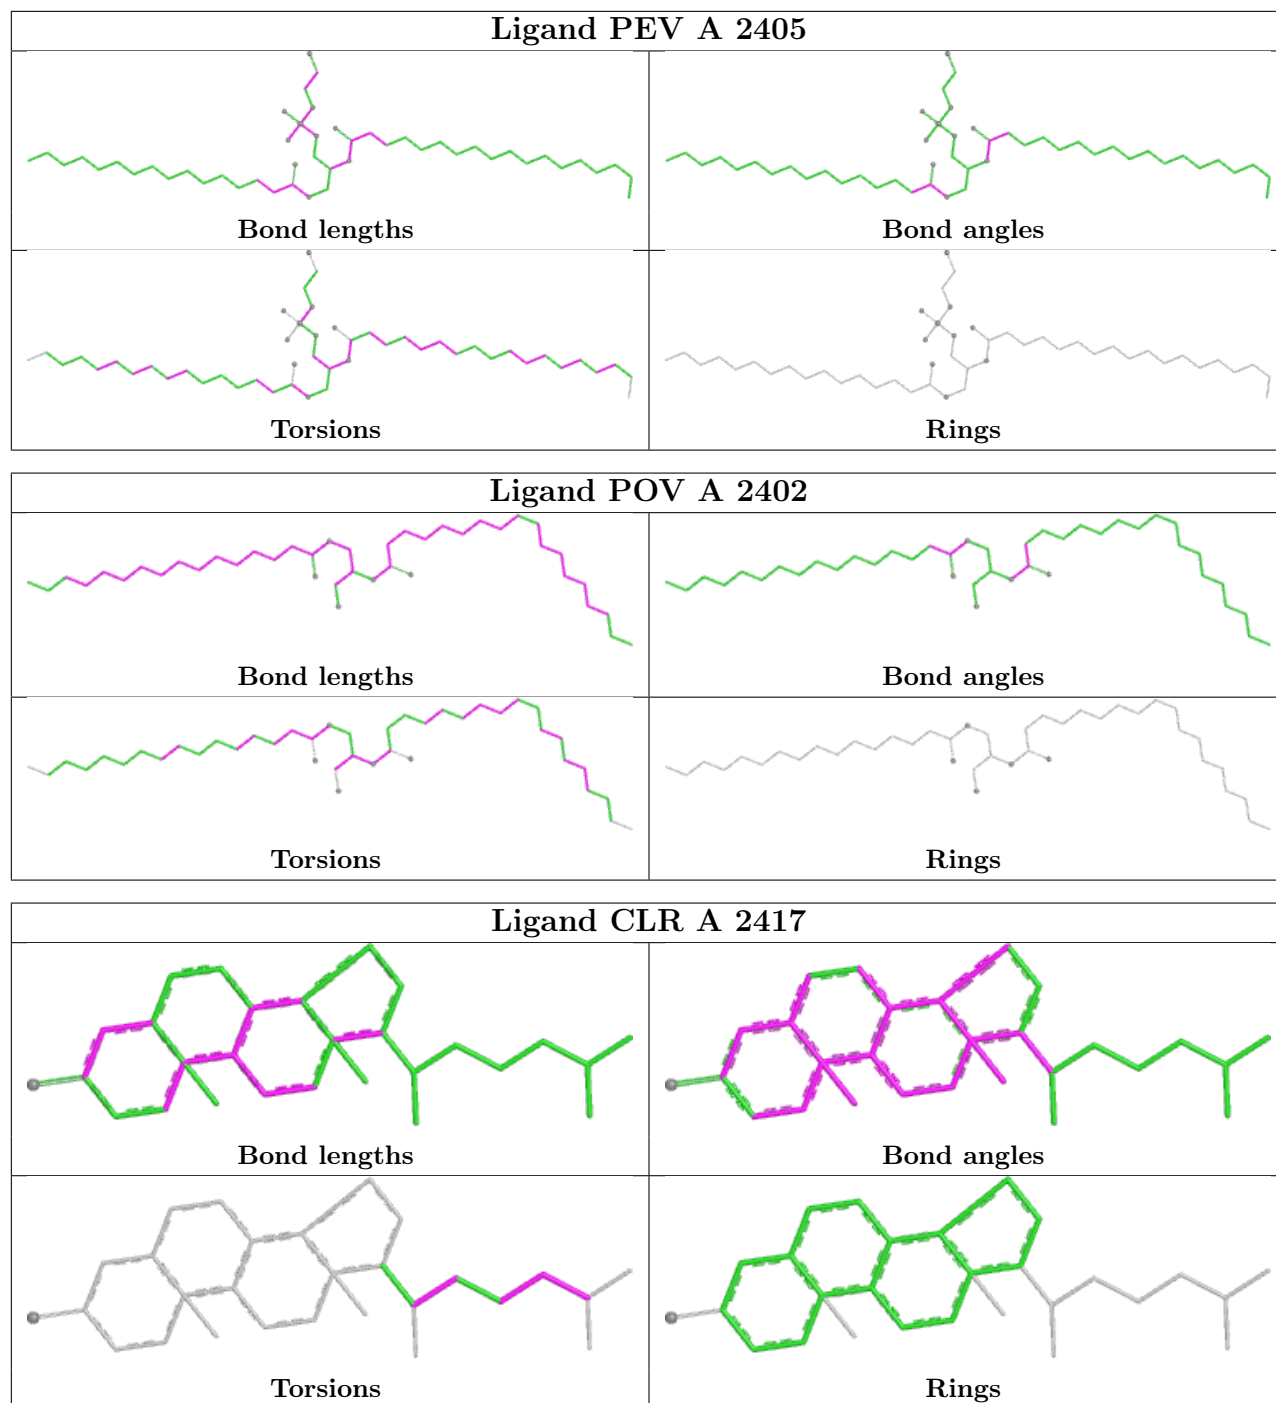 Ligand PEV A 2405
Bond lengths
Bond angles
Torsions
Rings
Ligand POV A 2402
Bond lengths
Bond angles
Torsions
Rings
Ligand CLR A 2417
Bond lengths
Bond angles
Torsions
Rings